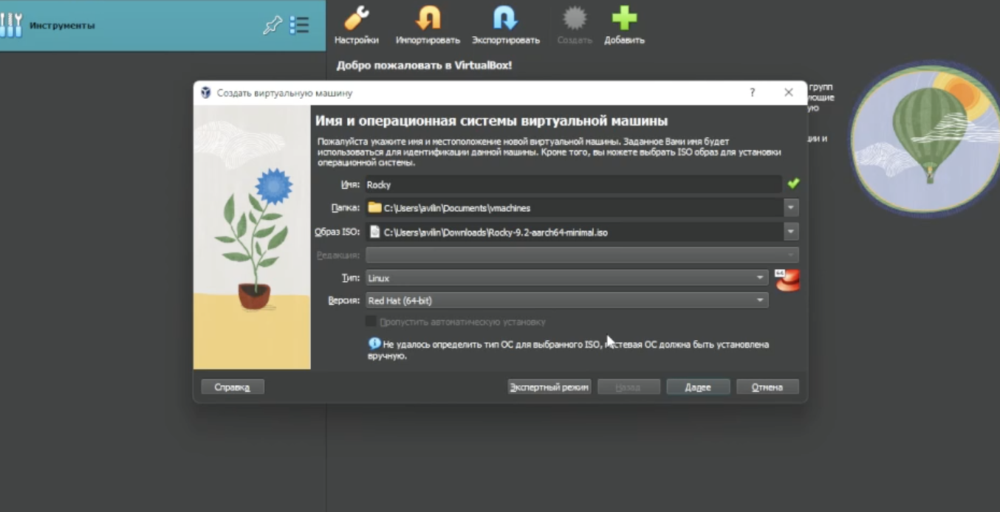 Инструменты
Настройки
Импортировать
Экспортировать
Создать
Добавить
Добро пожаловать в VirtualBox!
групп
ующие
ую
ции и
Создать виртуальную машину
?
Имя и операционная системы виртуальной машины
Пожалуйста укажите имя и местоположение новой виртуальной машины. Заданное Вами имя будет
использоваться для идентификации данной машины. Кроме того, вы можете выбрать ISO образ для установки
операционной системы.
Имя: Rocky
Папка: C:\Users\avilin\Documents\vmachines
Образ ISO: C:\Users\avilin\Downloads\Rocky-9.2-aarch64-minimal.iso
Редакция:
Тип: Linux
64
Версия: Red Hat (64-bit)
Пропустить автоматическую установку
Не удалось определить тип ОС для выбранного ISO, гостевая ОС должна быть установлена
вручную.
Справка
Экспертный режим
Назад
Далее
Отмена